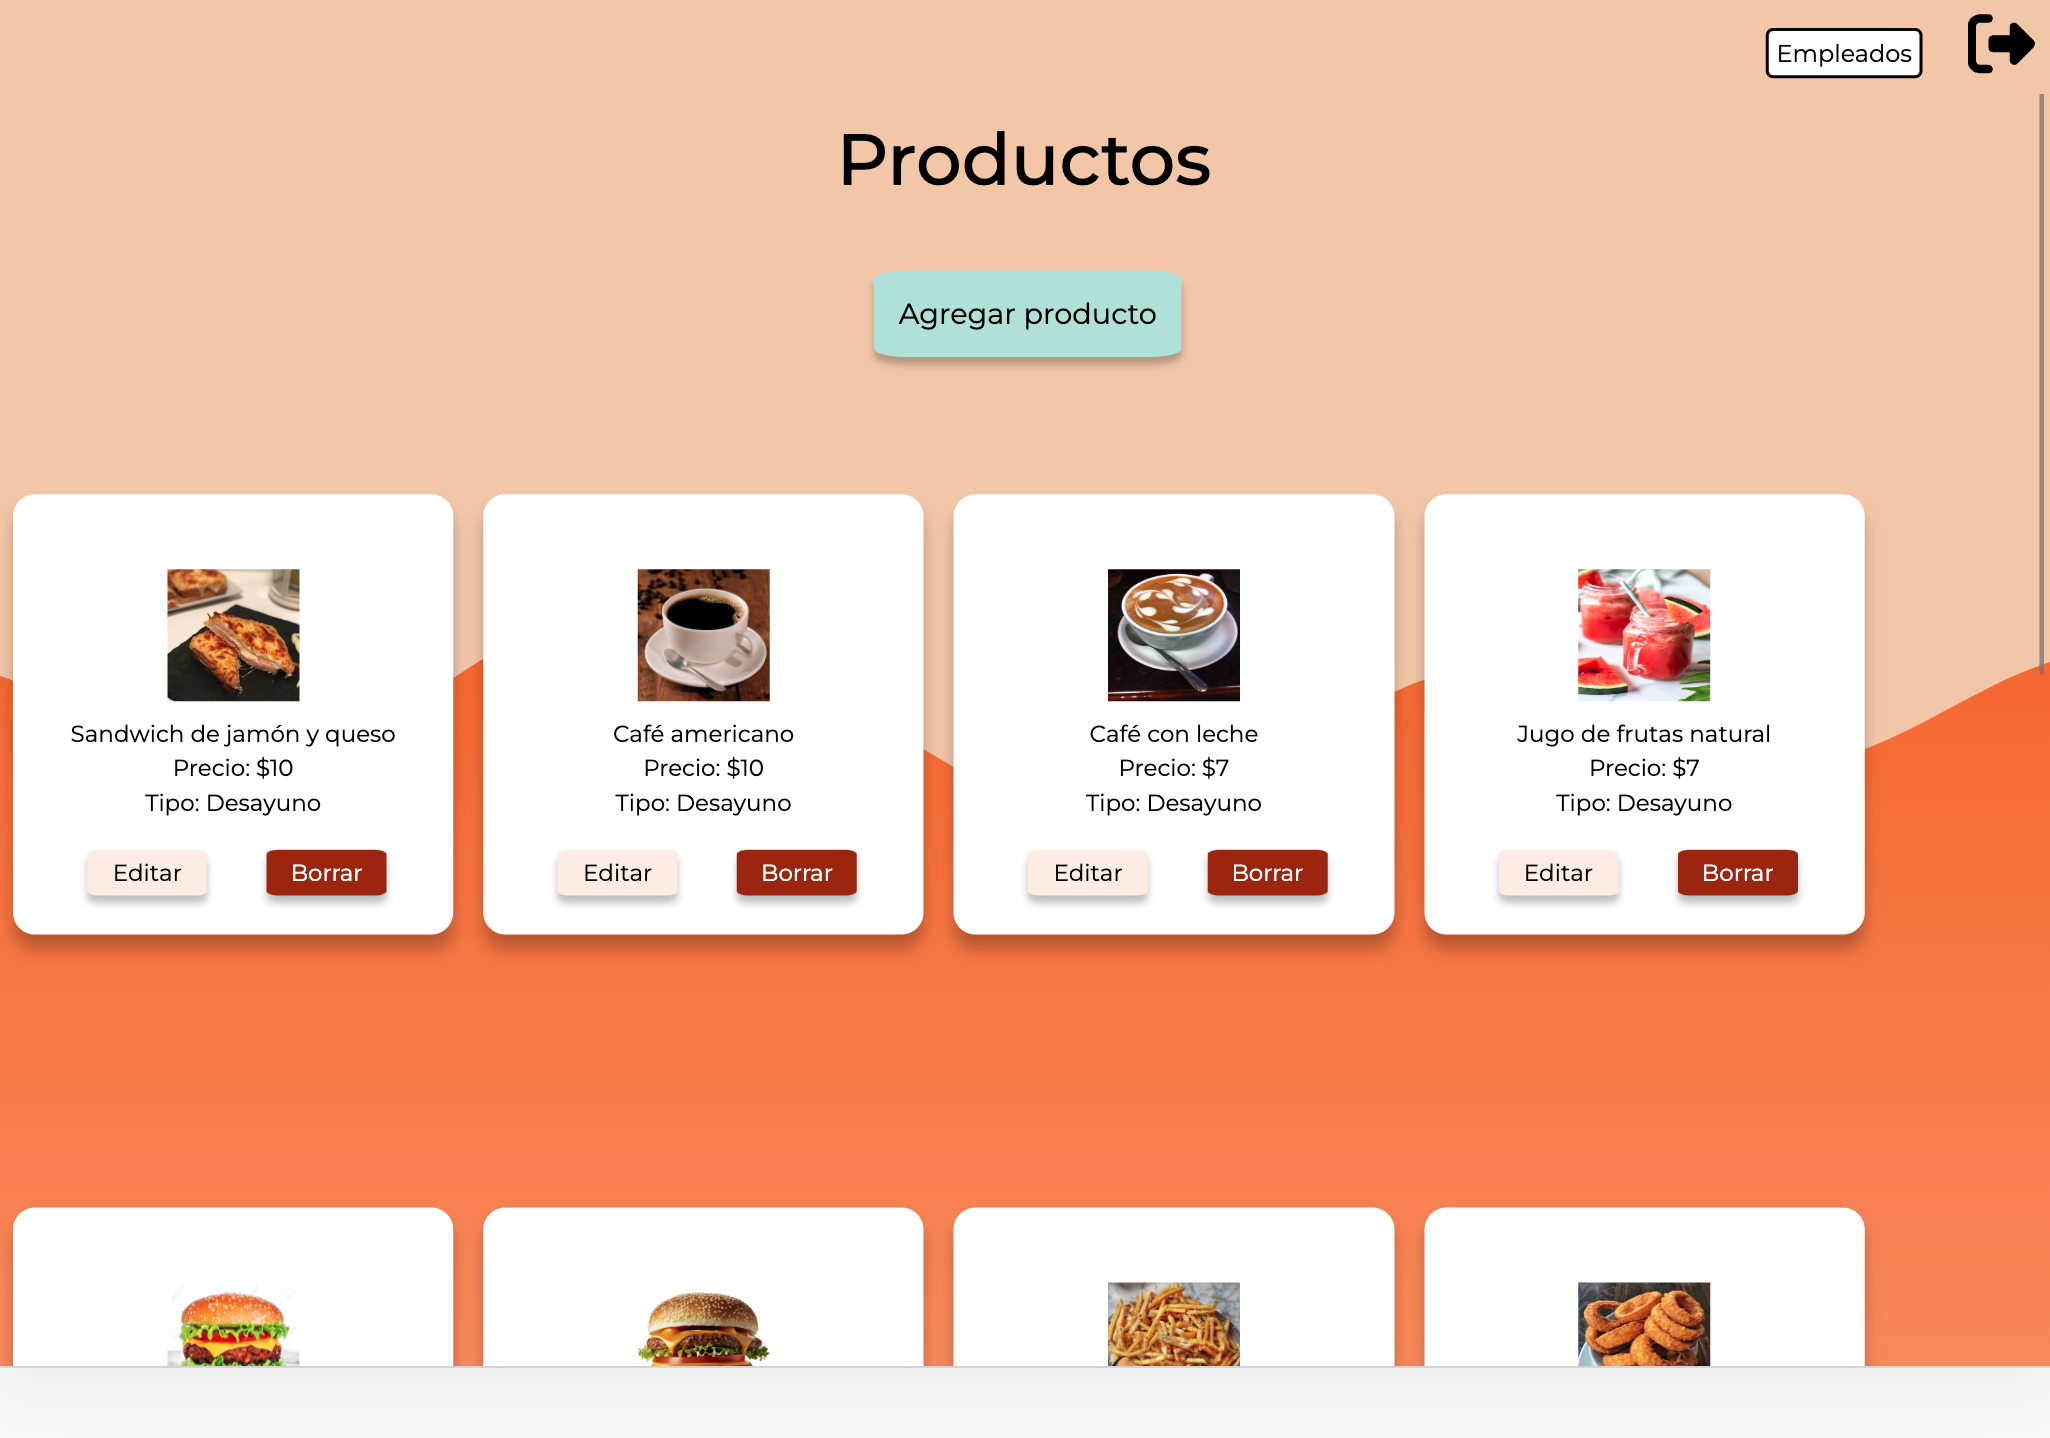 Empleados
Productos
Agregar producto
Sandwich de jamón y queso
Precio: $10
Tipo: Desayuno
Editar
Borrar
Café americano
Precio: $10
Tipo: Desayuno
Editar
Borrar
Café con leche
Precio: $7
Tipo: Desayuno
Editar
Borrar
Jugo de frutas natural
Precio: $7
Tipo: Desayuno
Editar
Borrar